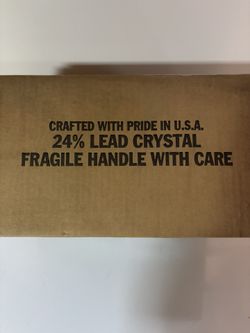 CRAFTED WITH PRIDE IN U.S.A.
24% LEAD CRYSTAL
FRAGILE HANDLE WITH CARE